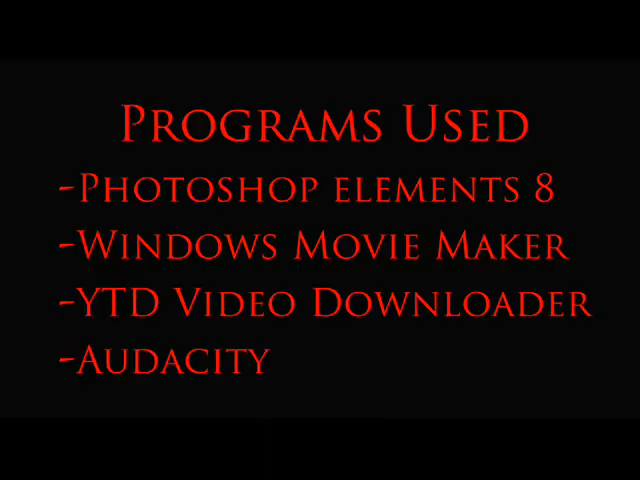 Programs Used
-Photoshop elements 8
-Windows Movie Maker
-YTD Video Downloader
-Audacity